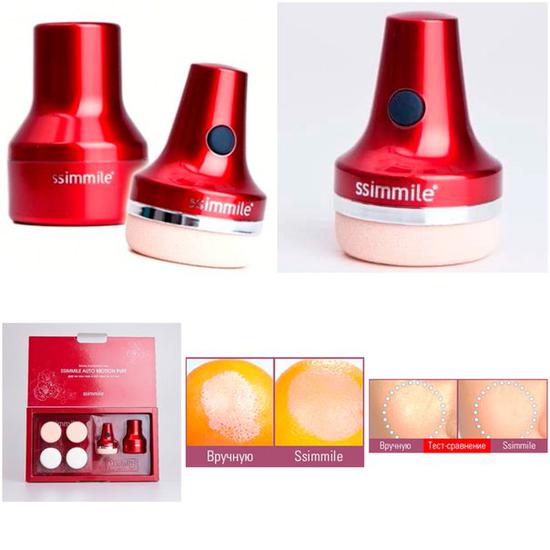 ssimmile
ssimmile
ssimmile
SSIMMILE AUTO MOTION PUFF
ssimmile
Вручную
Ssimmile
Вручную
Тест-сравнение
Ssimmile